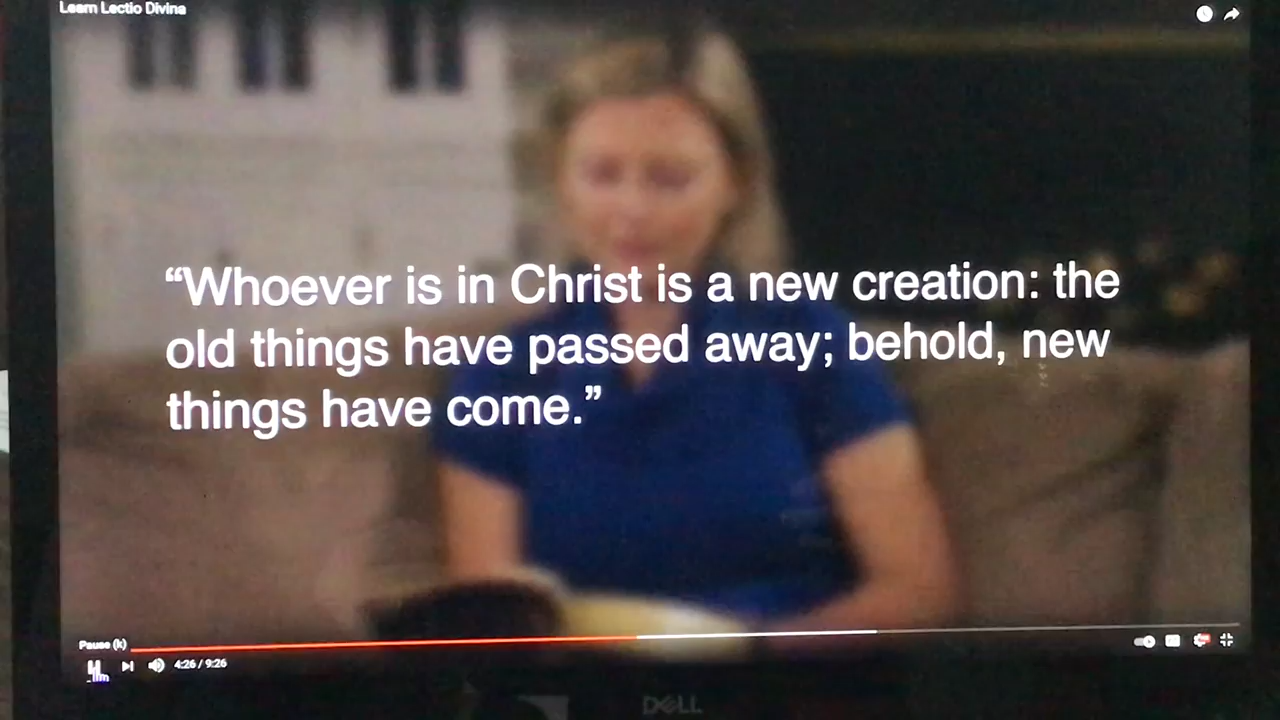 Learn Lectio Divina
“Whoever is in Christ is a new creation: the
old things have passed away; behold, new
things have come.”
Pause (k)
4:26 / 9:26
DELL